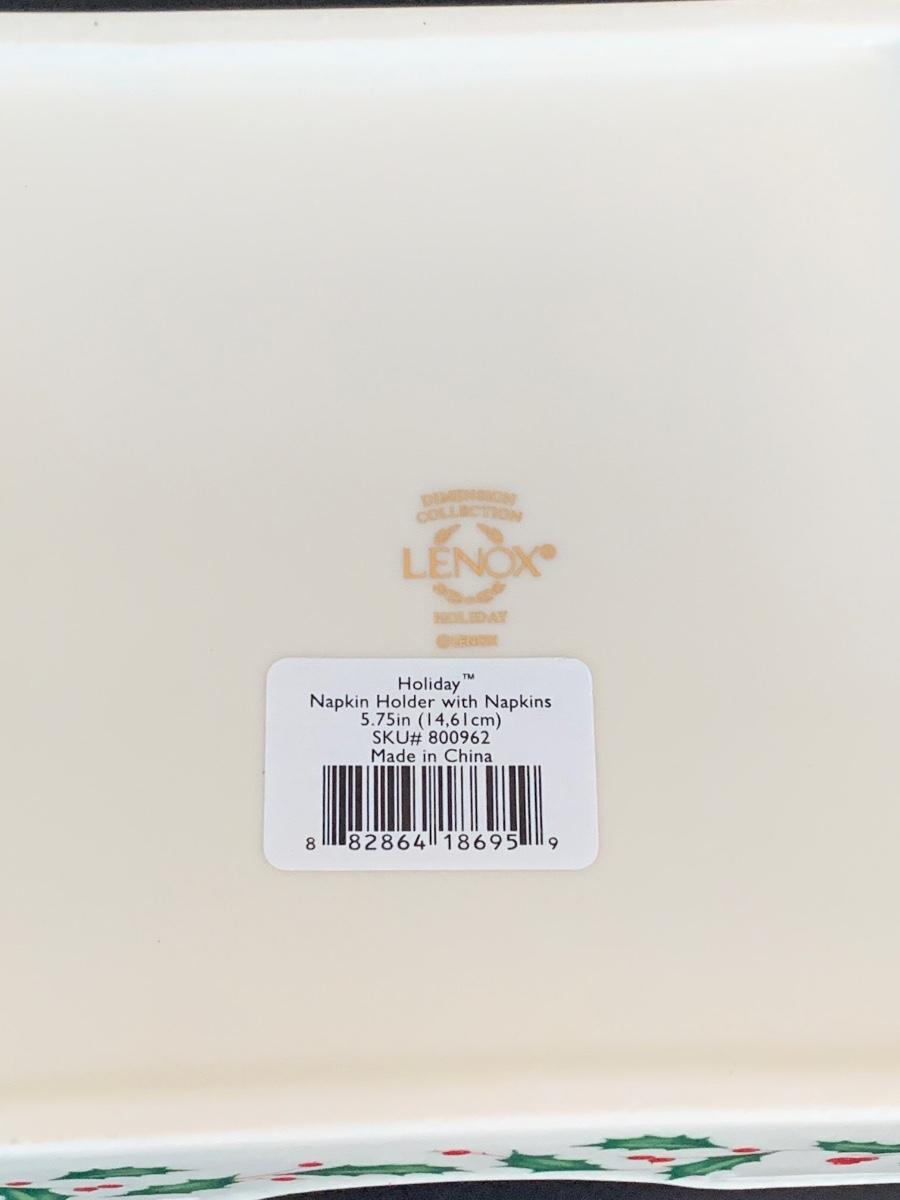 DIMENSION
COLLECTION
LENOX®
HOLIDAY
©LENOX
Holiday™
Napkin Holder with Napkins
5.75in (14,61cm)
SKU# 800962
Made in China
8 82864 18695 9